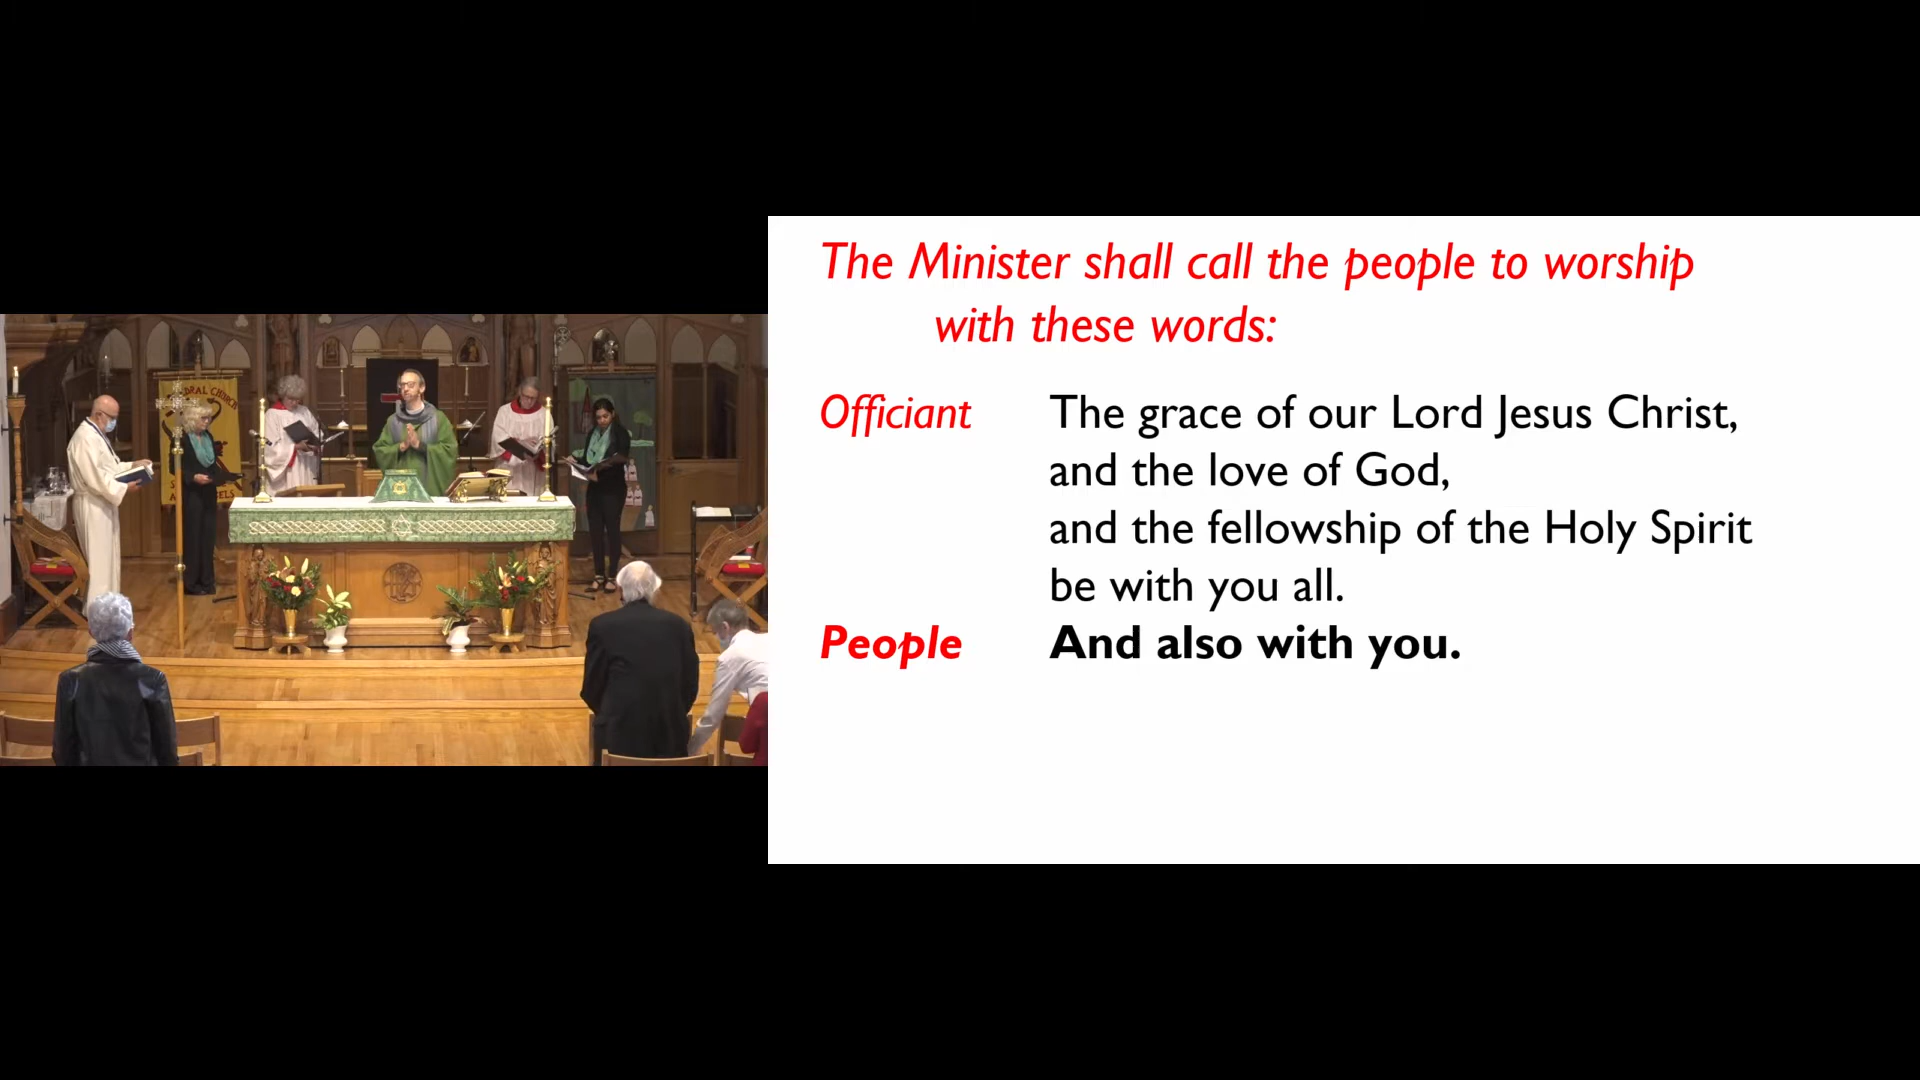 The Minister shall call the people to worship
with these words:
Officiant The grace of our Lord Jesus Christ,
and the love of God,
and the fellowship of the Holy Spirit
be with you all.
People And also with you.